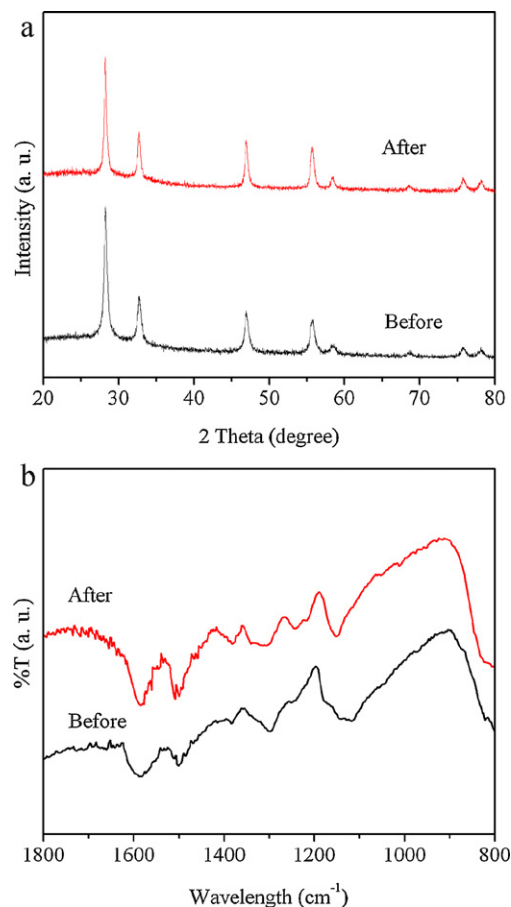 a
Intensity (a. u.)
After
Before
20 30 40 50 60 70 80
2 Theta (degree)
b
%T (a. u.)
After
Before
1800 1600 1400 1200 1000 800
Wavelength (cm⁻¹)